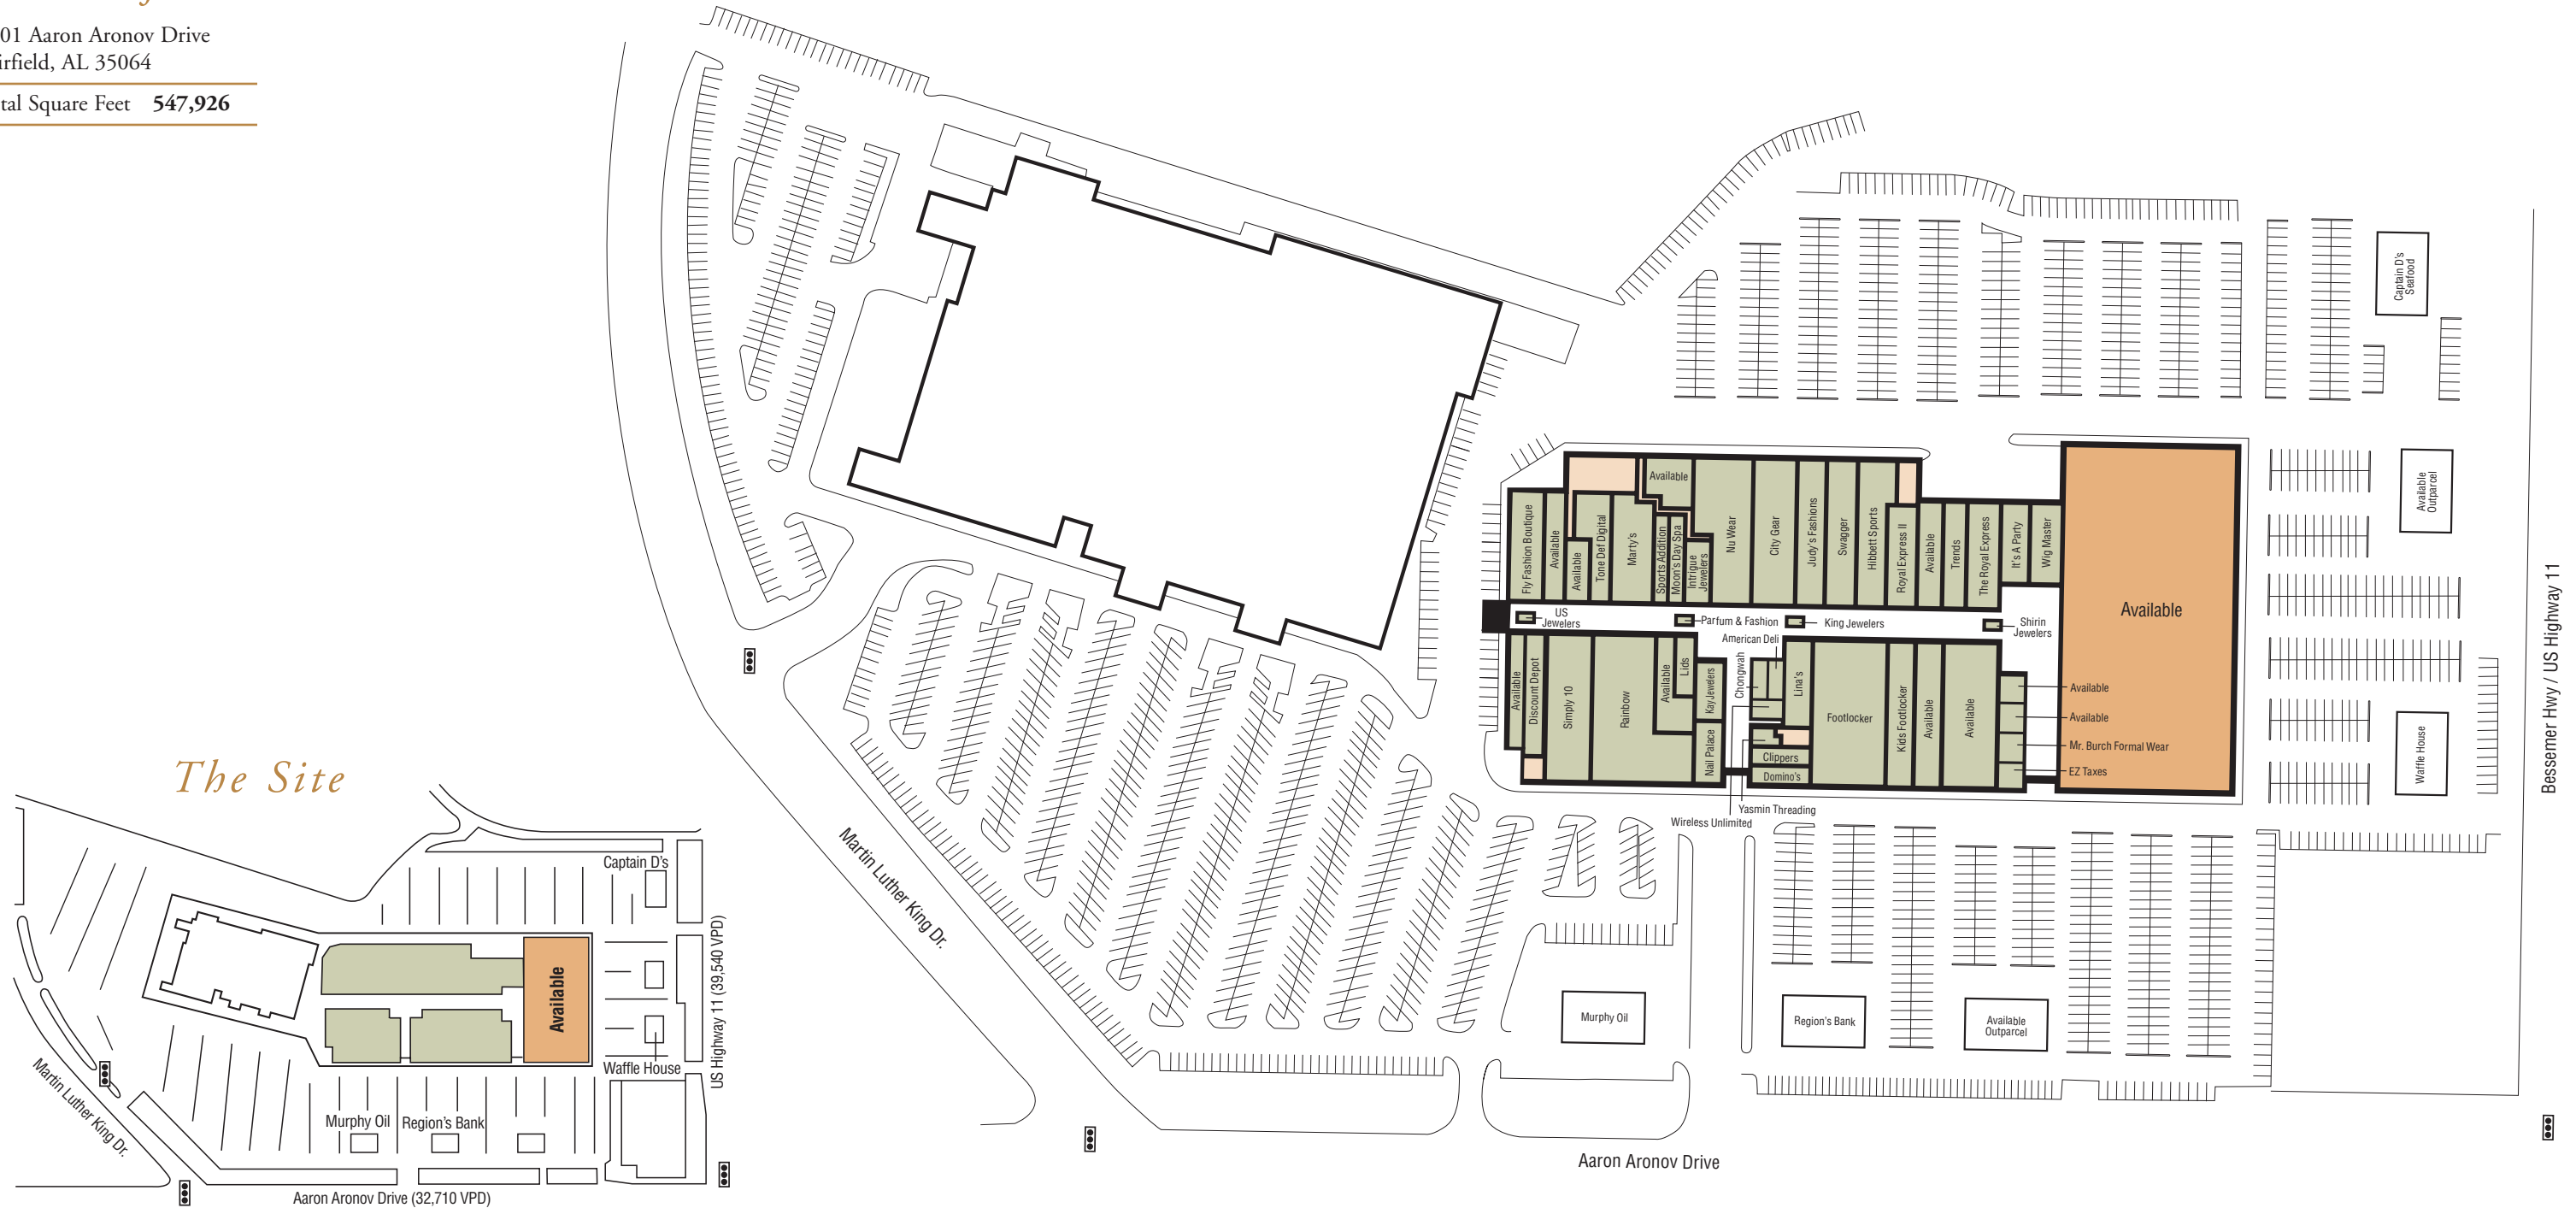 01 Aaron Aronov Drive
irfield, AL 35064
tal Square Feet 547,926
Captain D's
Seafood
Available
Outparcel
Waffle House
Bessemer Hwy / US Highway 11
Fly Fashion Boutique
Available
Available
Tone Def Digital
Marty's
Available
Sports Addition
Moon's Day Spa
Intrigue
Jewelers
Nu Wear
City Gear
Judy's Fashions
Swagger
Hibbett Sports
Royal Express II
Available
Trends
The Royal Express
It's A Party
Wig Master
Available
US
Jewelers
Parfum & Fashion
King Jewelers
Shirin
Jewelers
American Deli
Chongwah
Available
Discount Depot
Simply 10
Rainbow
Available
Lids
Kay Jewelers
Nail Palace
Lina's
Clippers
Domino's
Footlocker
Kids Footlocker
Available
Available
Available
Available
Mr. Burch Formal Wear
EZ Taxes
Yasmin Threading
Wireless Unlimited
Martin Luther King Dr.
Murphy Oil
Region's Bank
Available
Outparcel
Aaron Aronov Drive
The Site
Captain D's
Available
US Highway 11 (39,540 VPD)
Waffle House
Martin Luther King Dr.
Murphy Oil
Region's Bank
Aaron Aronov Drive (32,710 VPD)